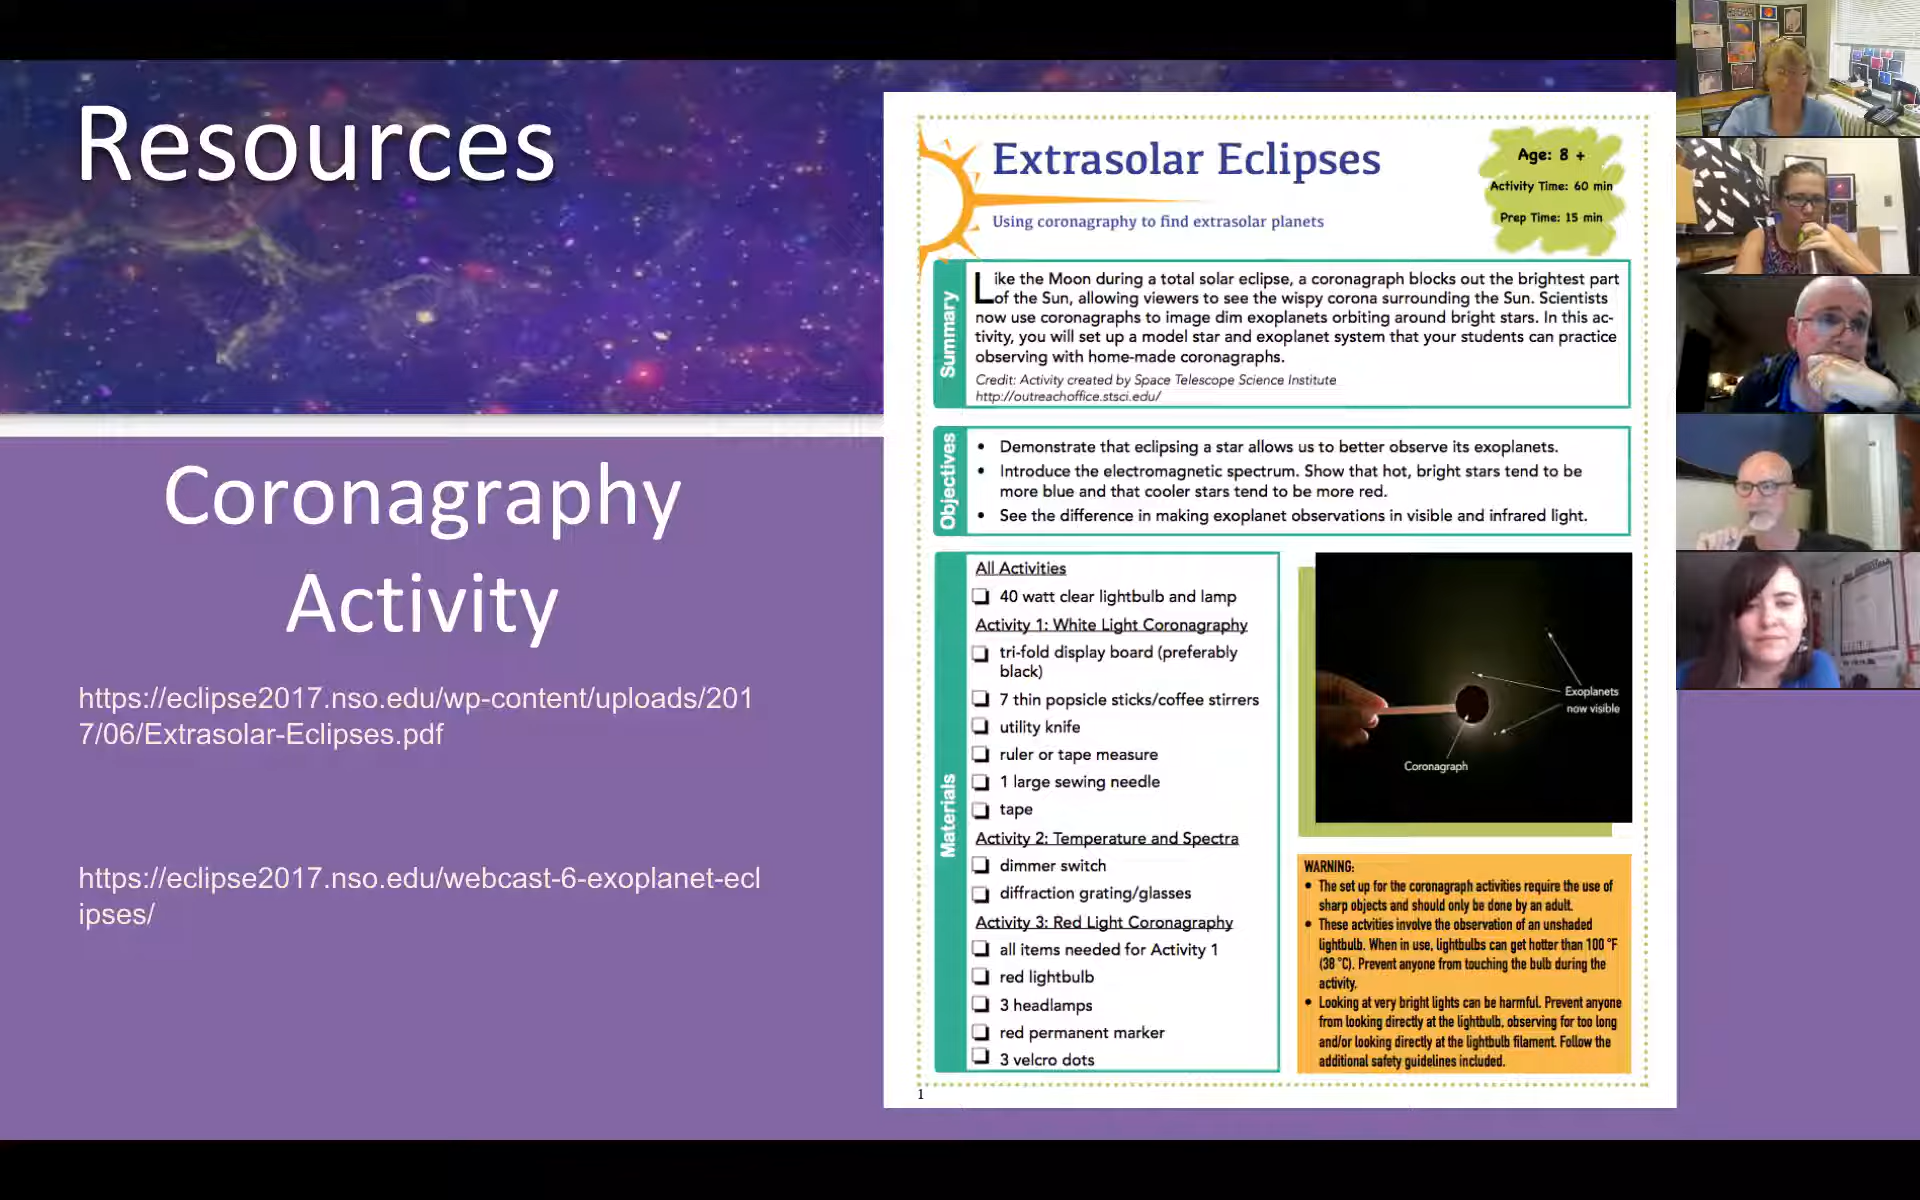 Resources
Coronagraphy
Activity
https://eclipse2017.nso.edu/wp-content/uploads/201
7/06/Extrasolar-Eclipses.pdf
https://eclipse2017.nso.edu/webcast-6-exoplanet-ecl
ipses/
Extrasolar Eclipses
Using coronagraphy to find extrasolar planets
Age: 8 +
Activity Time: 60 min
Prep Time: 15 min
Summary
Like the Moon during a total solar eclipse, a coronagraph blocks out the brightest part
of the Sun, allowing viewers to see the wispy corona surrounding the Sun. Scientists
now use coronagraphs to image dim exoplanets orbiting around bright stars. In this ac-
tivity, you will set up a model star and exoplanet system that your students can practice
observing with home-made coronagraphs.
Credit: Activity created by Space Telescope Science Institute
http://outreachoffice.stsci.edu/
Objectives
• Demonstrate that eclipsing a star allows us to better observe its exoplanets.
• Introduce the electromagnetic spectrum. Show that hot, bright stars tend to be
more blue and that cooler stars tend to be more red.
• See the difference in making exoplanet observations in visible and infrared light.
Materials
All Activities
40 watt clear lightbulb and lamp
Activity 1: White Light Coronagraphy
tri-fold display board (preferably
black)
7 thin popsicle sticks/coffee stirrers
utility knife
ruler or tape measure
1 large sewing needle
tape
Activity 2: Temperature and Spectra
dimmer switch
diffraction grating/glasses
Activity 3: Red Light Coronagraphy
all items needed for Activity 1
red lightbulb
3 headlamps
red permanent marker
3 velcro dots
Exoplanets
now visible
Coronagraph
WARNING:
• The set up for the coronagraph activities require the use of
sharp objects and should only be done by an adult.
• These actvities involve the observation of an unshaded
lightbulb. When in use, lightbulbs can get hotter than 100 °F
(38 °C). Prevent anyone from touching the bulb during the
activity.
• Looking at very bright lights can be harmful. Prevent anyone
from looking directly at the lightbulb, observing for too long
and/or looking directly at the lightbulb filament. Follow the
additional safety guidelines included.
1